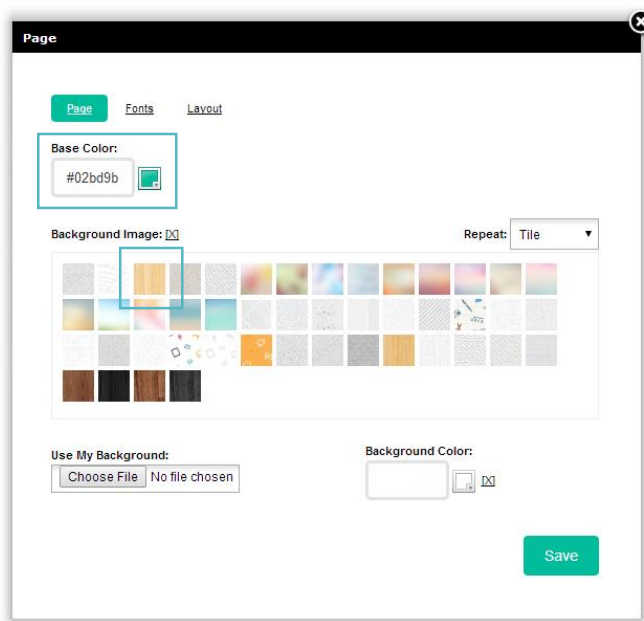 Page
Page Fonts Layout
Base Color:
#02bd9b
Background Image: [X] Repeat: Tile
Use My Background: Background Color:
Choose File No file chosen [X]
Save